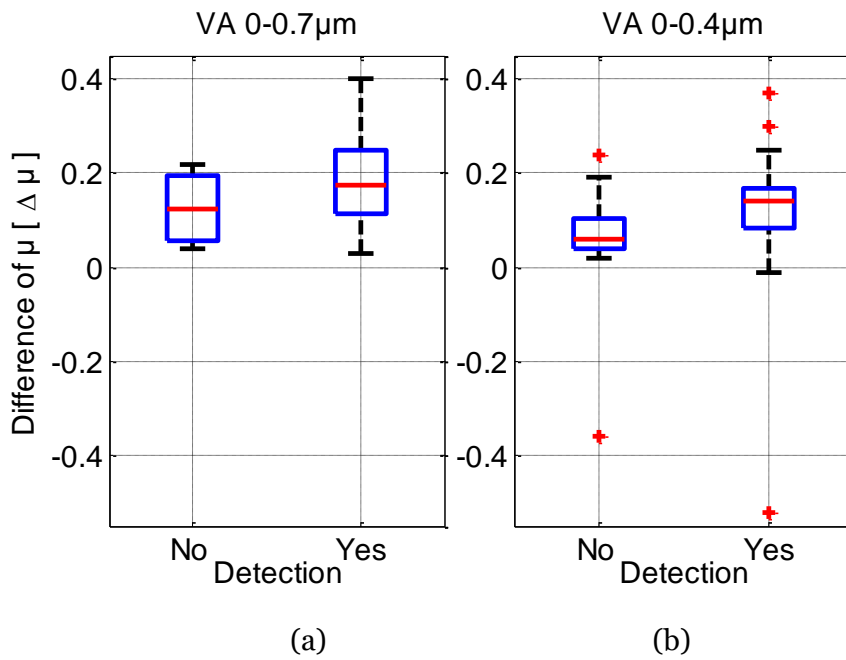 VA 0-0.7µm
VA 0-0.4µm
Difference of µ [ Δ µ ]
0.4
0.2
0
-0.2
-0.4
No
Yes
Detection
0.4
0.2
0
-0.2
-0.4
No
Yes
Detection
(a)
(b)